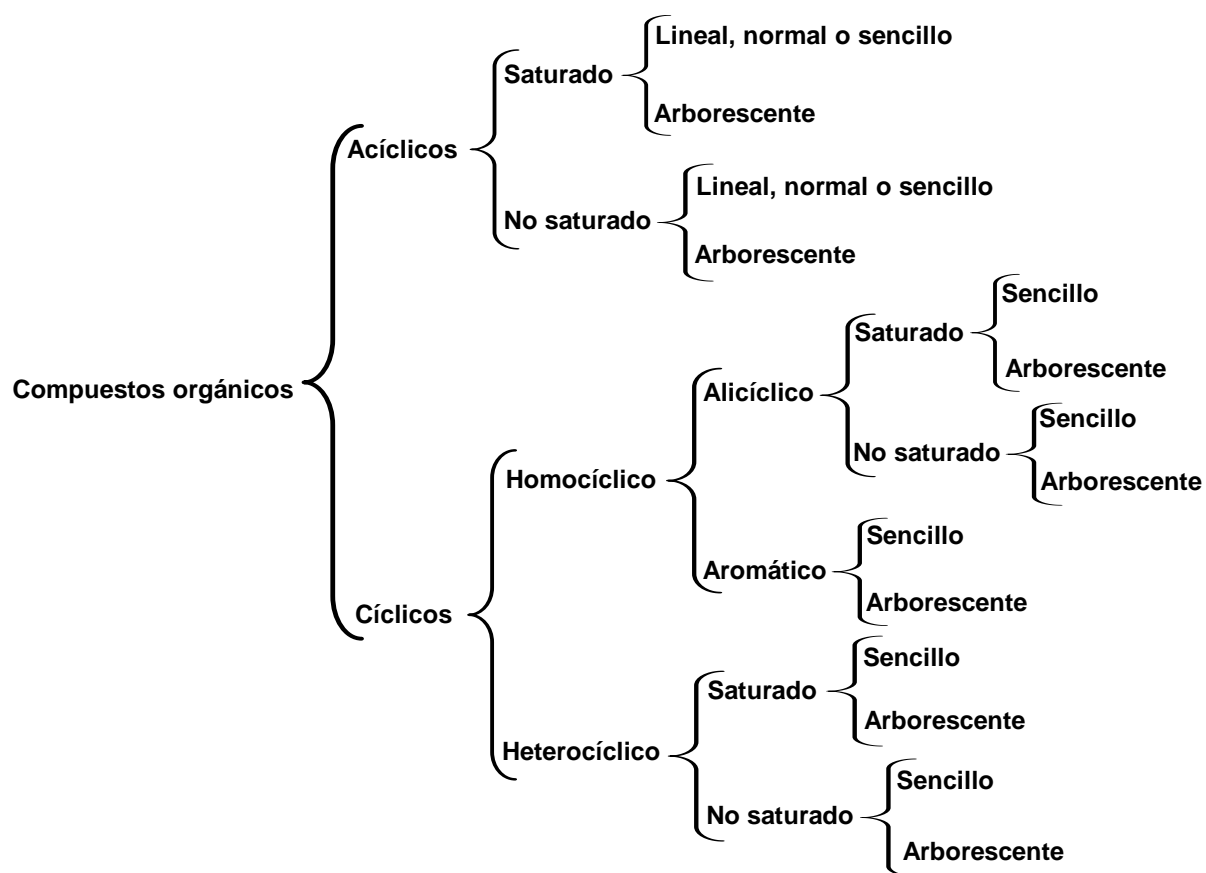 Compuestos orgánicos
Acíclicos
Saturado
Lineal, normal o sencillo
Arborescente
No saturado
Lineal, normal o sencillo
Arborescente
Cíclicos
Homocíclico
Alicíclico
Saturado
Sencillo
Arborescente
No saturado
Sencillo
Arborescente
Aromático
Sencillo
Arborescente
Heterocíclico
Saturado
Sencillo
Arborescente
No saturado
Sencillo
Arborescente